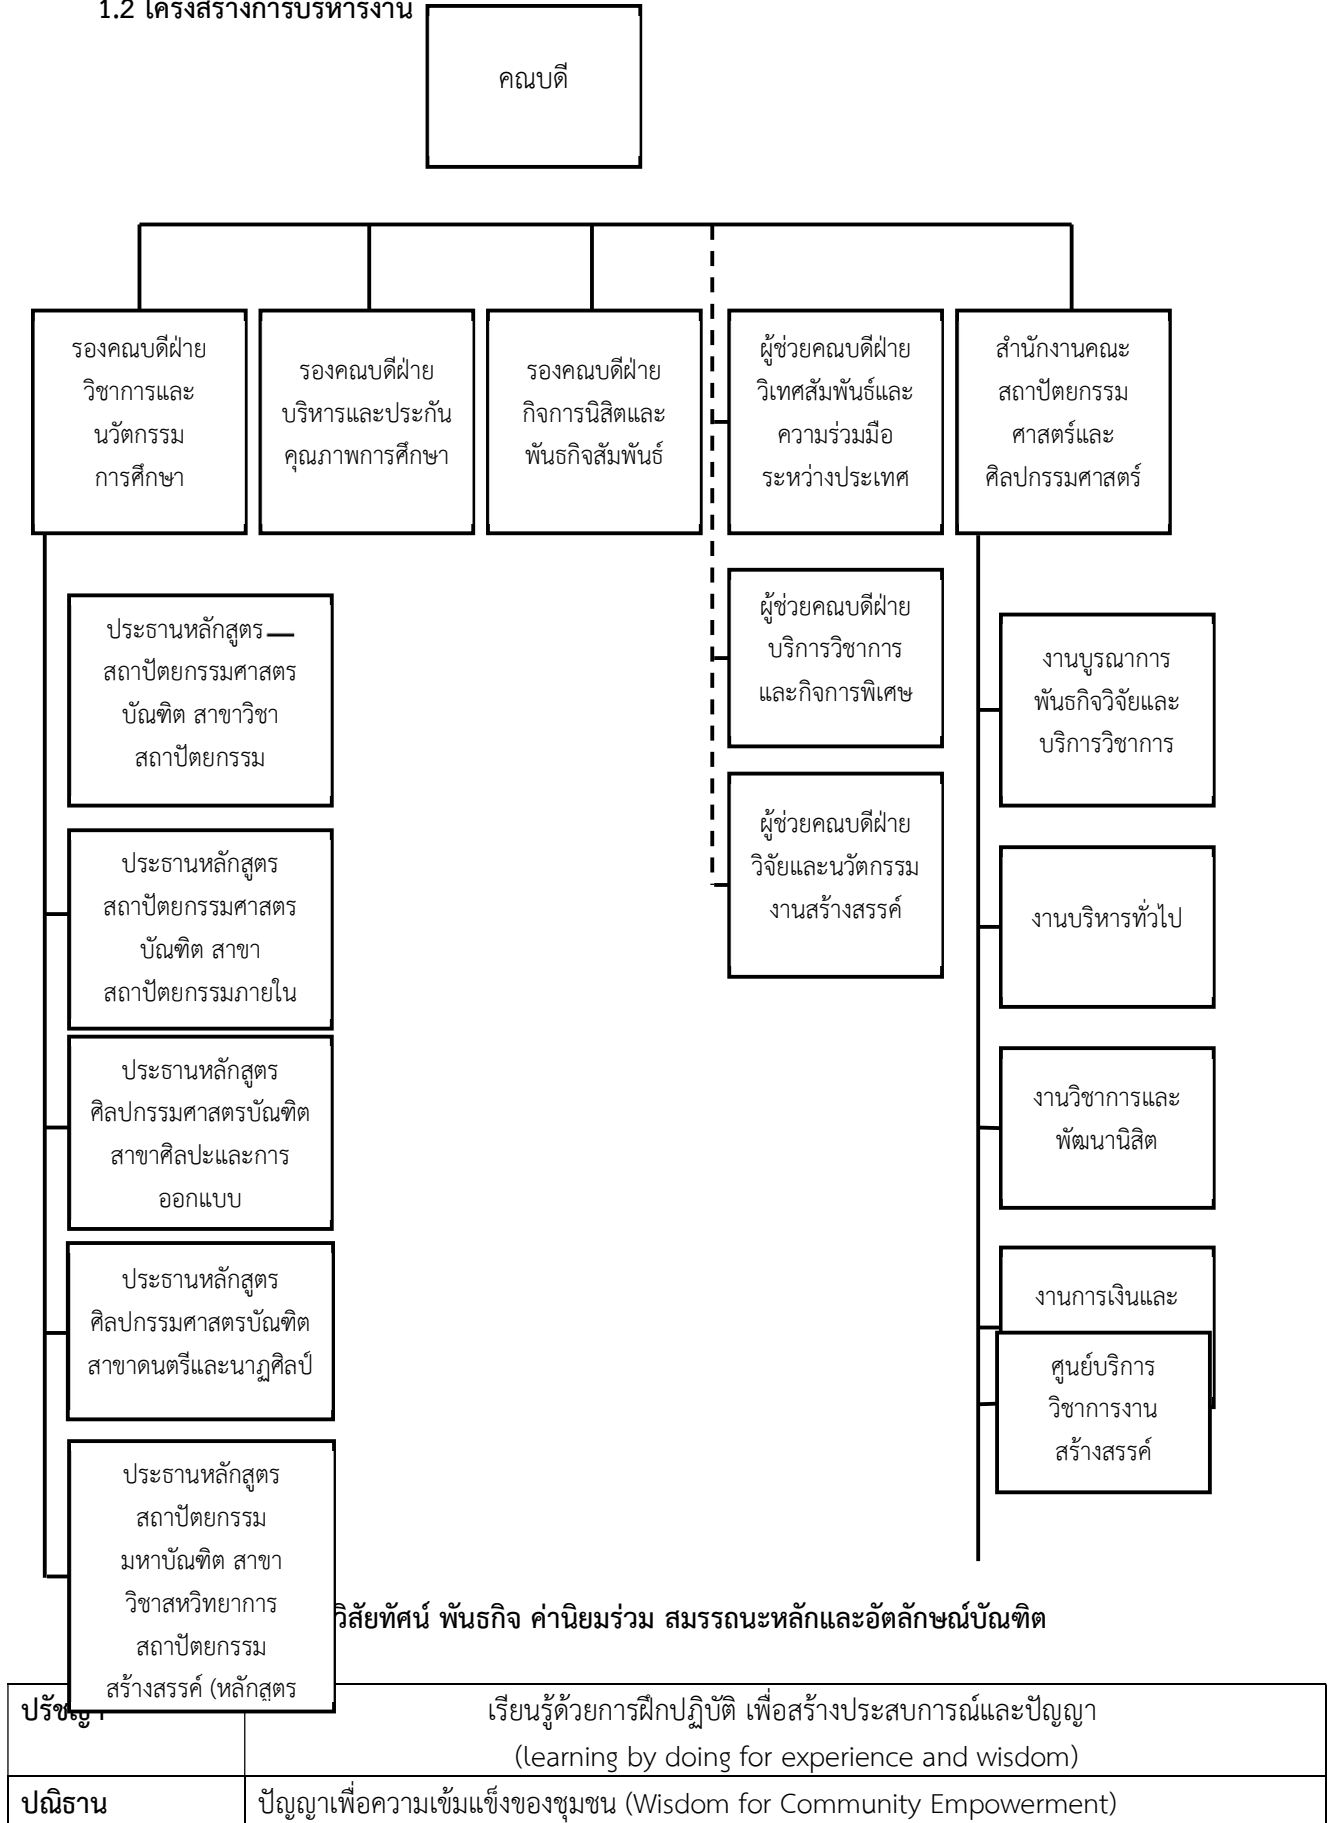 1.2 โครงสร้างการบริหารงาน
คณบดี
รองคณบดีฝ่าย
วิชาการและ
นวัตกรรม
การศึกษา
รองคณบดีฝ่าย
บริหารและประกัน
คุณภาพการศึกษา
รองคณบดีฝ่าย
กิจการนิสิตและ
พันธกิจสัมพันธ์
ผู้ช่วยคณบดีฝ่าย
วิเทศสัมพันธ์และ
ความร่วมมือ
ระหว่างประเทศ
สำนักงานคณะ
สถาปัตยกรรม
ศาสตร์และ
ศิลปกรรมศาสตร์
ประธานหลักสูตร
สถาปัตยกรรมศาสตร
บัณฑิต สาขาวิชา
สถาปัตยกรรม
ประธานหลักสูตร
สถาปัตยกรรมศาสตร
บัณฑิต สาขา
สถาปัตยกรรมภายใน
ประธานหลักสูตร
ศิลปกรรมศาสตรบัณฑิต
สาขาศิลปะและการ
ออกแบบ
ประธานหลักสูตร
ศิลปกรรมศาสตรบัณฑิต
สาขาดนตรีและนาฏศิลป์
ประธานหลักสูตร
สถาปัตยกรรม
มหาบัณฑิต สาขา
วิชาสหวิทยาการ
สถาปัตยกรรม
สร้างสรรค์ (หลักสูตร
ผู้ช่วยคณบดีฝ่าย
บริการวิชาการ
และกิจการพิเศษ
ผู้ช่วยคณบดีฝ่าย
วิจัยและนวัตกรรม
งานสร้างสรรค์
งานบูรณาการ
พันธกิจวิจัยและ
บริการวิชาการ
งานบริหารทั่วไป
งานวิชาการและ
พัฒนานิสิต
งานการเงินและ
ศูนย์บริการ
วิชาการงาน
สร้างสรรค์
วิสัยทัศน์ พันธกิจ ค่านิยมร่วม สมรรถนะหลักและอัตลักษณ์บัณฑิต
ปรัชญา
เรียนรู้ด้วยการฝึกปฏิบัติ เพื่อสร้างประสบการณ์และปัญญา
(learning by doing for experience and wisdom)
ปณิธาน
ปัญญาเพื่อความเข้มแข็งของชุมชน (Wisdom for Community Empowerment)